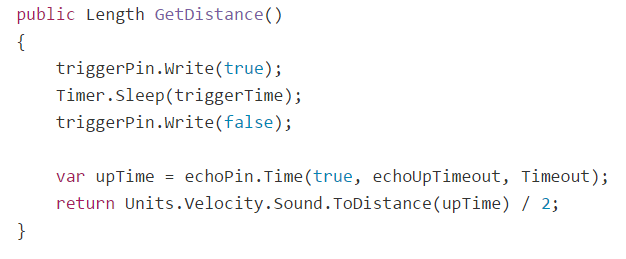 public Length GetDistance()
{
    triggerPin.Write(true);
    Timer.Sleep(triggerTime);
    triggerPin.Write(false);

    var upTime = echoPin.Time(true, echoUpTimeout, Timeout);
    return Units.Velocity.Sound.ToDistance(upTime) / 2;
}